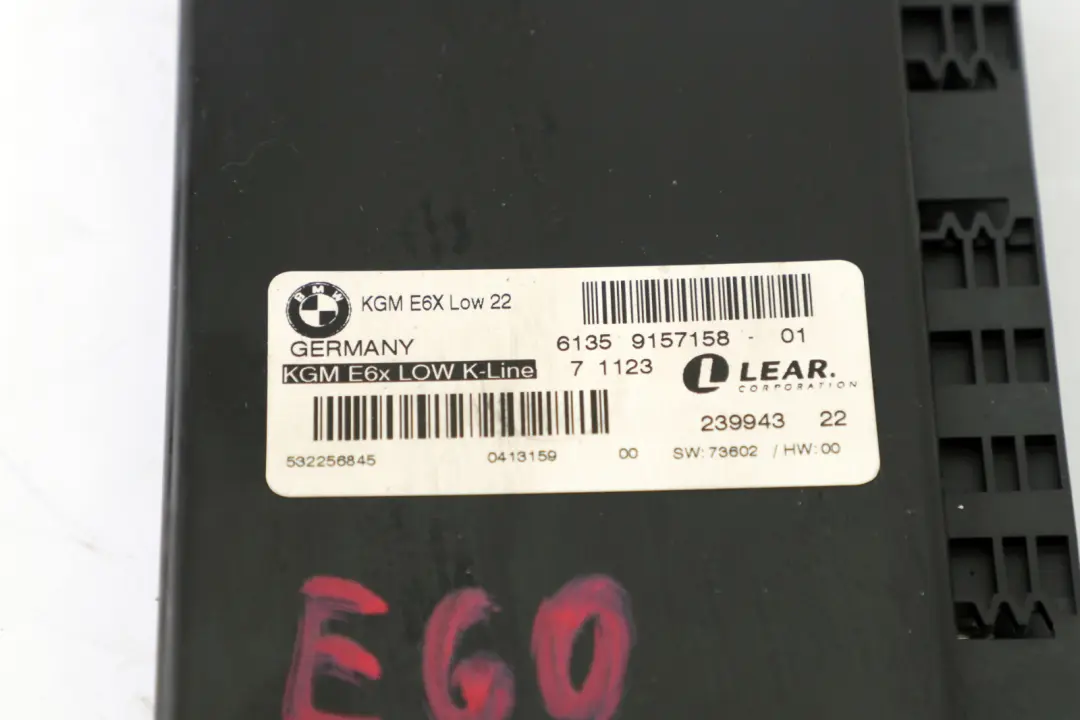 BMW
KGM E6X Low 22
GERMANY
6135 9157158 - 01
KGM E6x LOW K-Line
7 1123
L LEAR.
CORPORATION
239943 22
532256845 0413159 00 SW:73602 / HW:00
E60